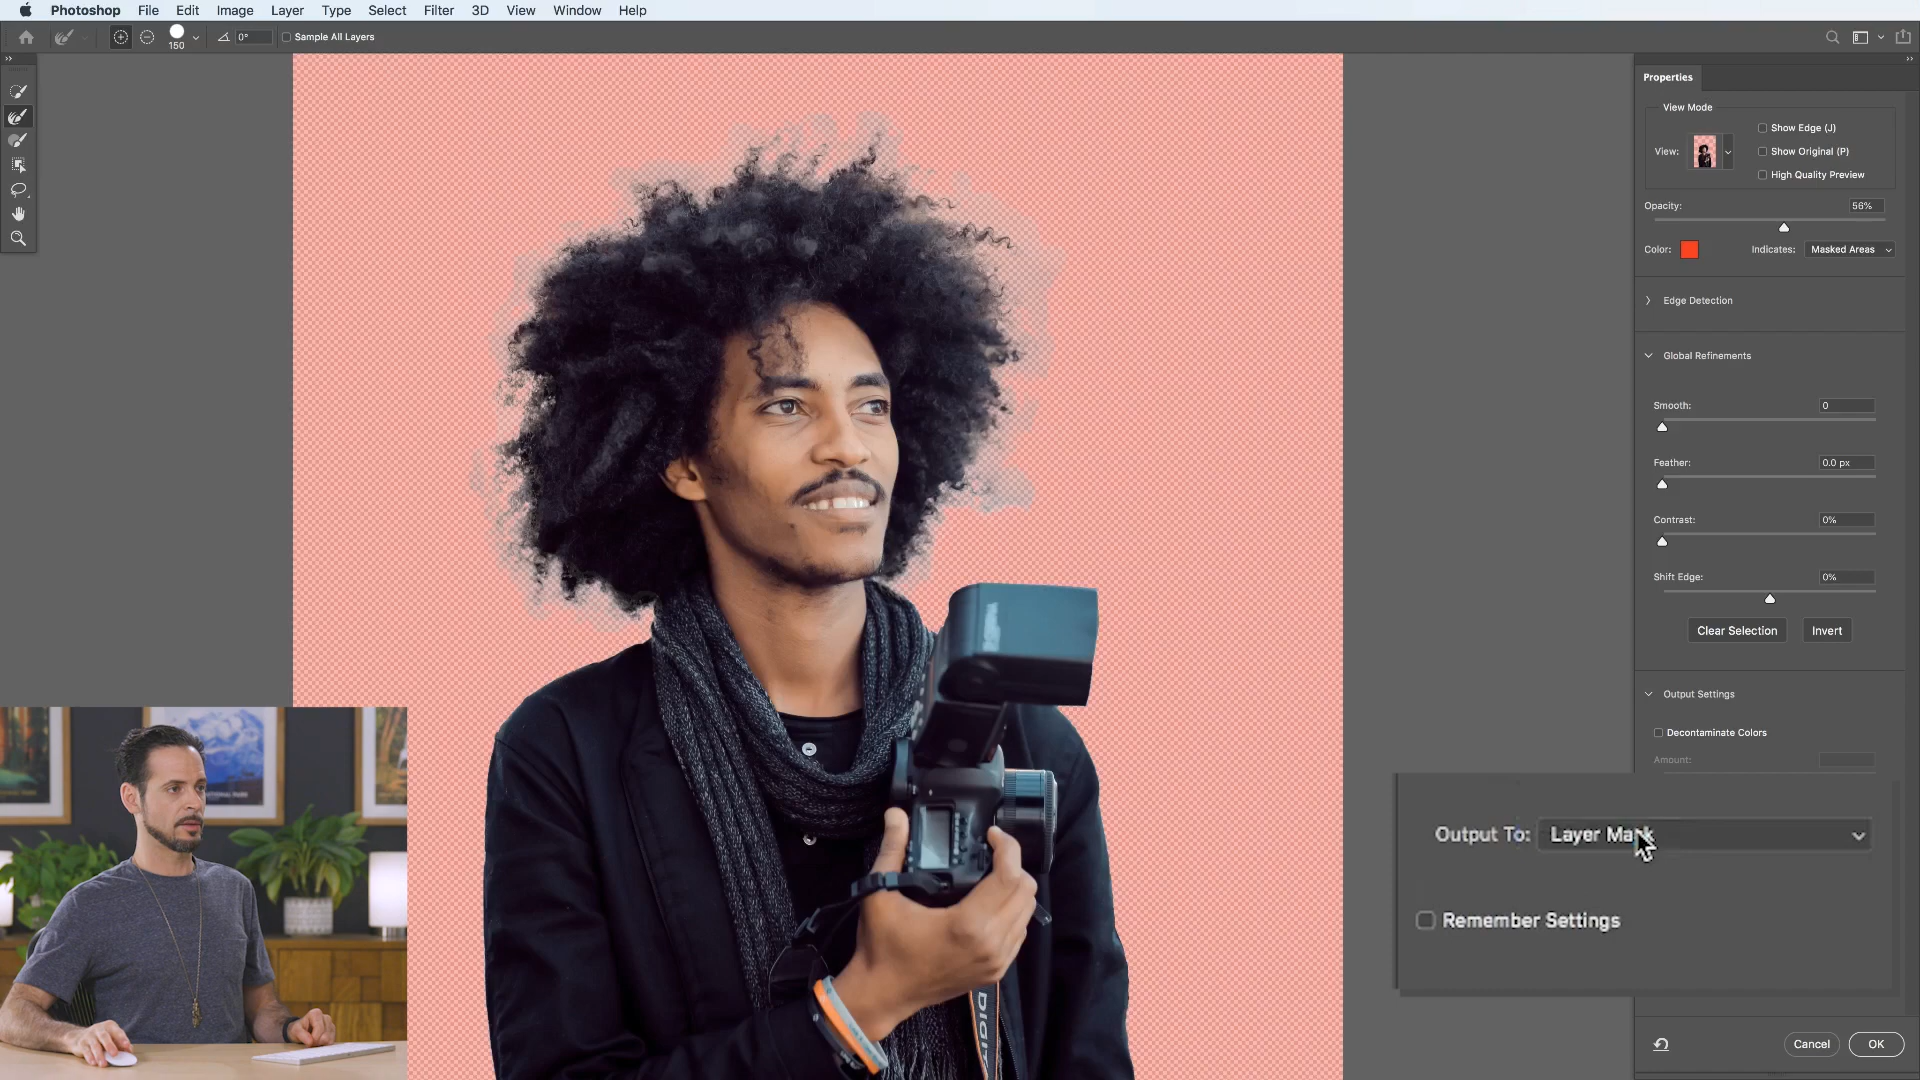 Photoshop File Edit Image Layer Type Select Filter 3D View Window Help
150 0° Sample All Layers
Properties
View Mode
Show Edge (J)
View: Show Original (P)
High Quality Preview
Opacity: 56%
Color: Indicates: Masked Areas
Edge Detection
Global Refinements
Smooth: 0
Feather: 0.0 px
Contrast: 0%
Shift Edge: 0%
Clear Selection Invert
Output Settings
Decontaminate Colors
Amount:
Output To: Layer Mask
Remember Settings
Cancel OK
DIGIT